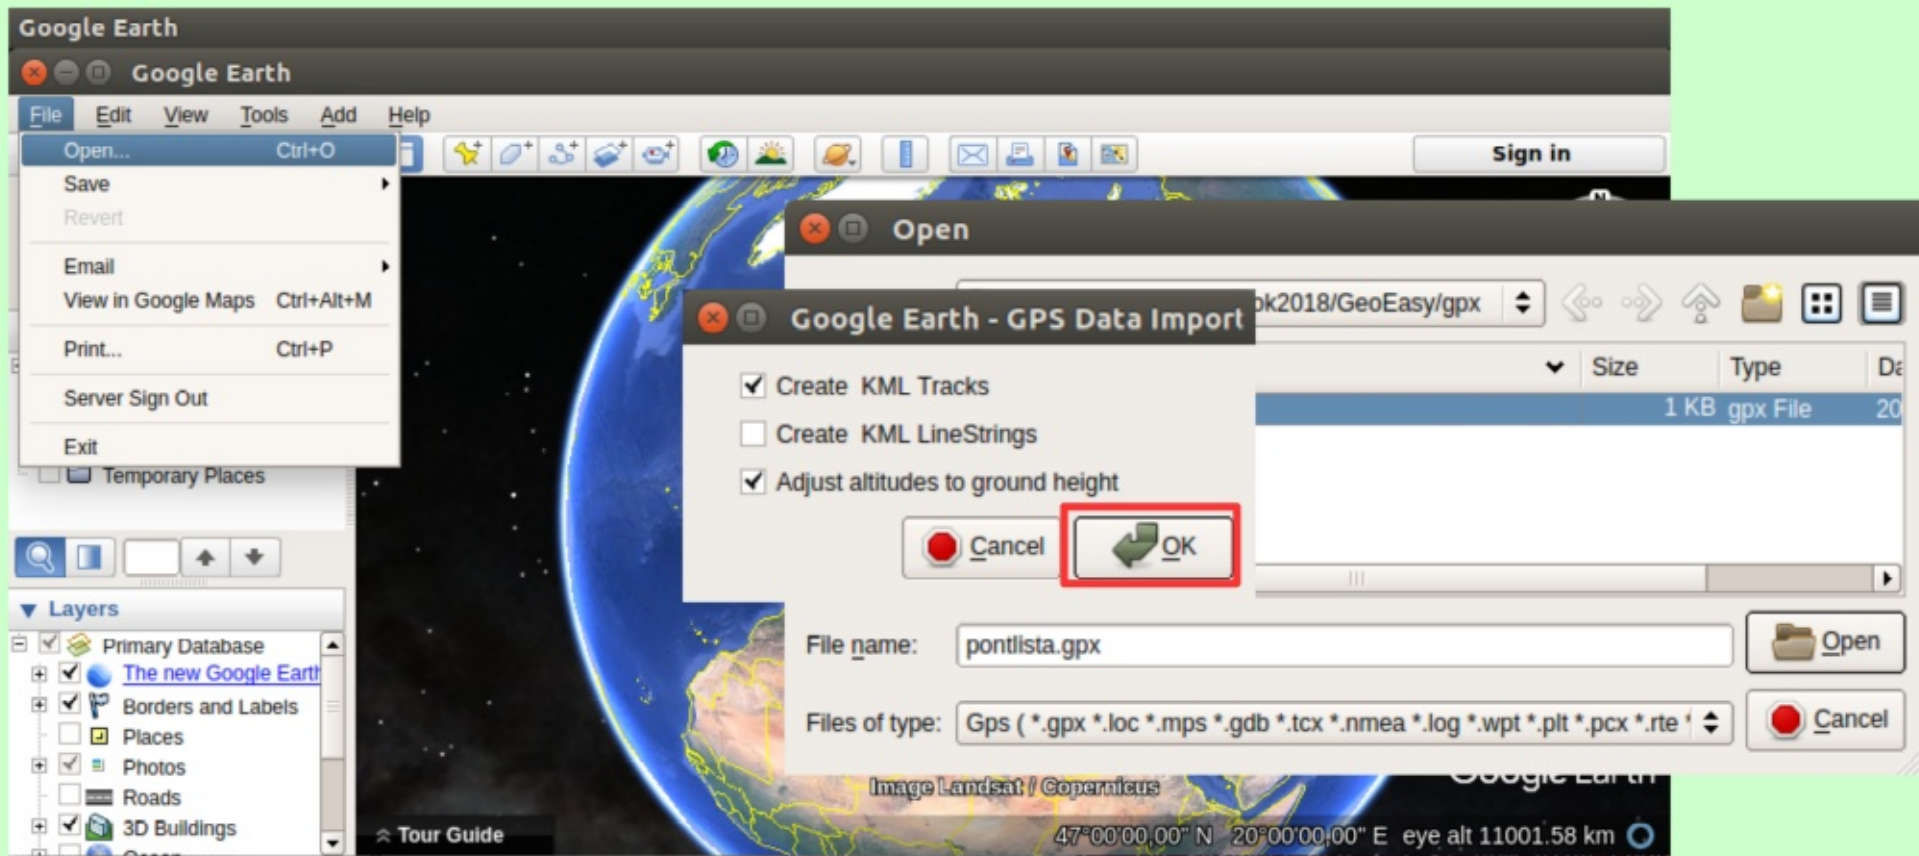 Google Earth
Google Earth
File Edit View Tools Add Help
Open... Ctrl+O
Save
Revert
Email
View in Google Maps Ctrl+Alt+M
Print... Ctrl+P
Server Sign Out
Exit
Temporary Places
Sign in
N
Open
ok2018/GeoEasy/gpx
Size Type
1 KB gpx File 20
Google Earth - GPS Data Import
Create KML Tracks
Create KML LineStrings
Adjust altitudes to ground height
Cancel OK
File name: pontlista.gpx Open
Files of type: Gps ( *.gpx *.loc *.mps *.gdb *.tcx *.nmea *.log *.wpt *.plt *.pcx *.rte * Cancel
Layers
Primary Database
The new Google Earth
Borders and Labels
Places
Photos
Roads
3D Buildings
Tour Guide
Image Landsat / Copernicus
Google Earth
47°00'00,00" N 20°00'00,00" E eye alt 11001.58 km